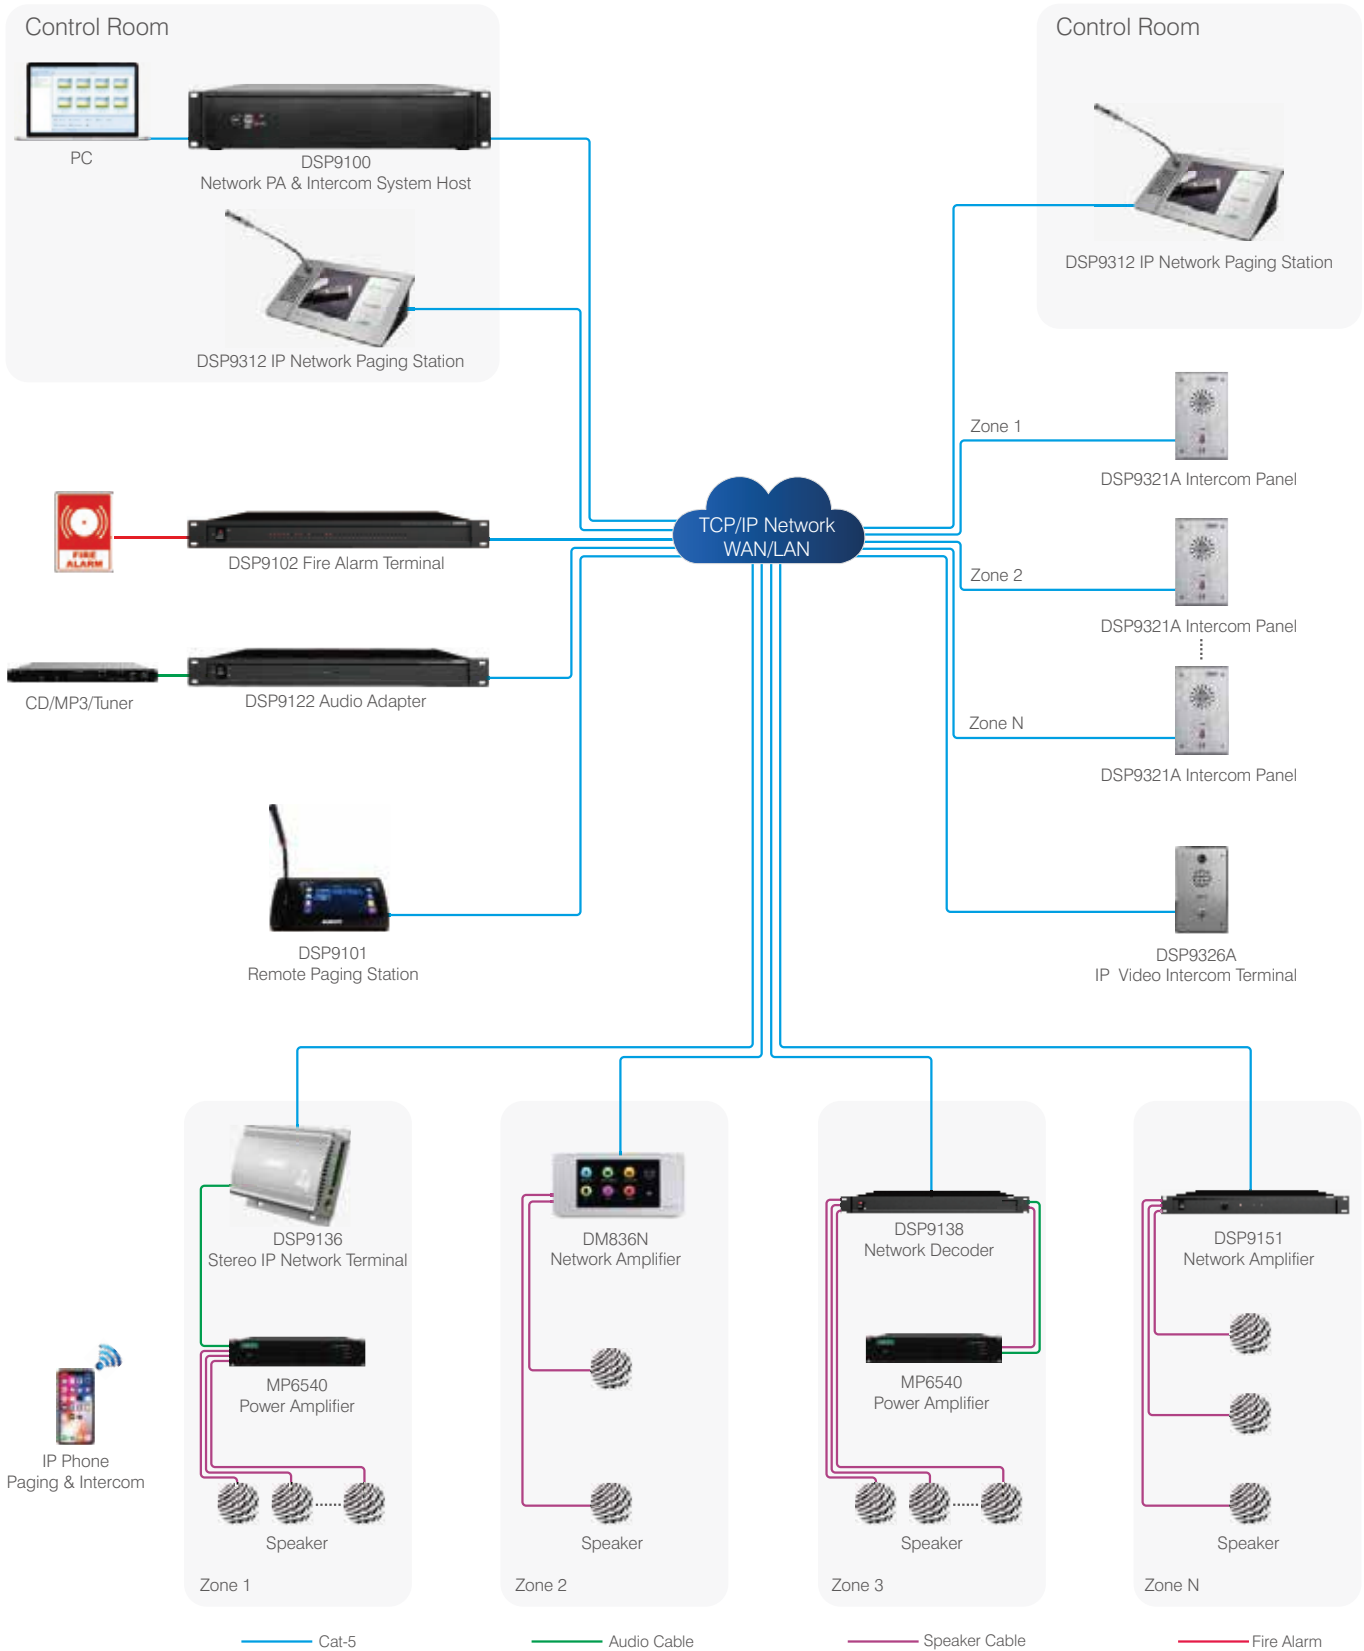 Control Room
Control Room
PC
DSP9100
Network PA & Intercom System Host
DSP9312 IP Network Paging Station
DSP9312 IP Network Paging Station
Zone 1
DSP9321A Intercom Panel
FIRE
ALARM
DSP9102 Fire Alarm Terminal
TCP/IP Network
WAN/LAN
Zone 2
DSP9321A Intercom Panel
CD/MP3/Tuner
DSP9122 Audio Adapter
Zone N
DSP9321A Intercom Panel
DSP9101
Remote Paging Station
DSP9326A
IP Video Intercom Terminal
DSP9136
Stereo IP Network Terminal
DM836N
Network Amplifier
DSP9138
Network Decoder
DSP9151
Network Amplifier
MP6540
Power Amplifier
MP6540
Power Amplifier
IP Phone
Paging & Intercom
Speaker
Speaker
Speaker
Speaker
Zone 1
Zone 2
Zone 3
Zone N
Cat-5
Audio Cable
Speaker Cable
Fire Alarm